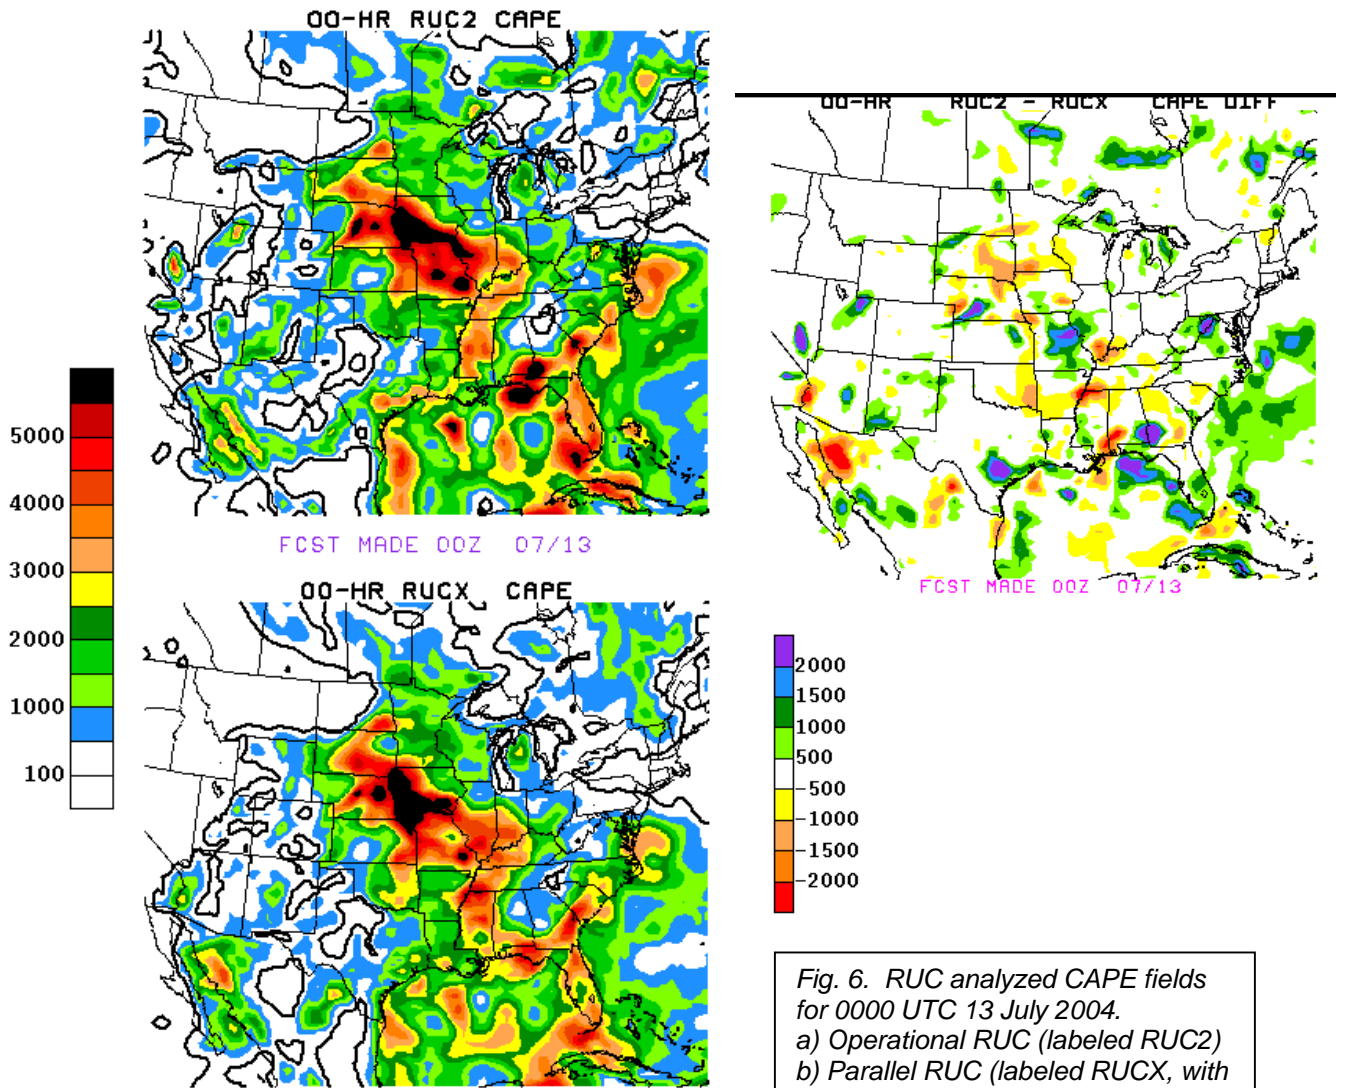 00-HR RUC2 CAPE
FCST MADE 00Z 07/13
00-HR RUCX CAPE
5000
4000
3000
2000
1000
100
00-HR RUC2 - RUCX CAPE DIFF
FCST MADE 00Z 07/13
2000
1500
1000
500
-500
-1000
-1500
-2000
Fig. 6. RUC analyzed CAPE fields
for 0000 UTC 13 July 2004.
a) Operational RUC (labeled RUC2)
b) Parallel RUC (labeled RUCX, with